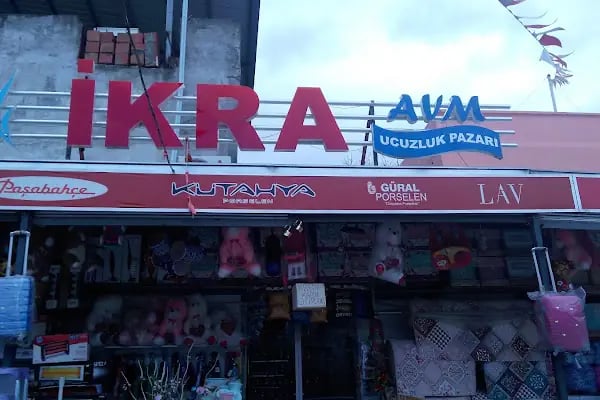 İKRA
AVM
UCUZLUK PAZARI
Paşabahçe
KUTAHYA
PORSELEN
GÜRAL
PORSELEN
LAV